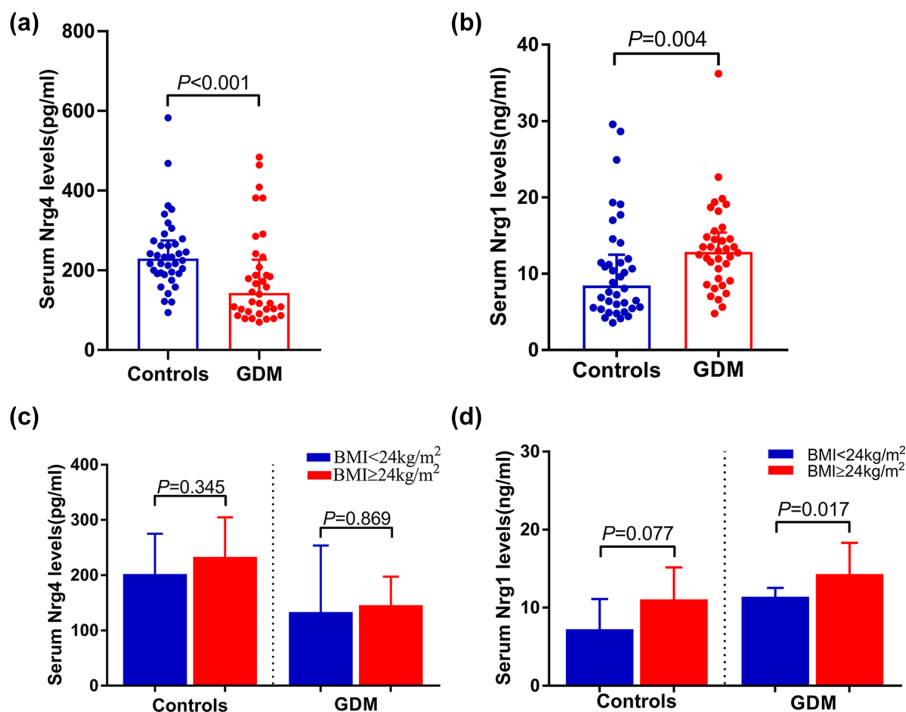 (a)
Serum Nrg4 levels(pg/ml)
800
600
400
200
0
P<0.001
Controls
GDM
(b)
Serum Nrg1 levels(ng/ml)
40
30
20
10
0
P=0.004
Controls
GDM
(c)
Serum Nrg4 levels(pg/ml)
400
300
200
100
0
BMI<24kg/m²
BMI≥24kg/m²
P=0.345
P=0.869
Controls
GDM
(d)
Serum Nrg1 levels(ng/ml)
30
20
10
0
BMI<24kg/m²
BMI≥24kg/m²
P=0.077
P=0.017
Controls
GDM